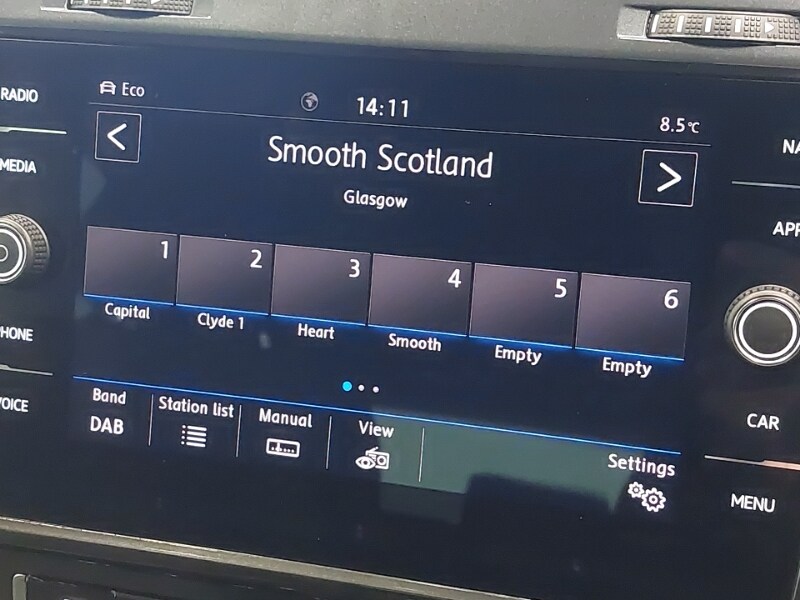 RADIO
Eco
14:11
8.5°C
NA
MEDIA
<
Smooth Scotland
>
Glasgow
APP
1
2
3
4
5
6
Capital
Clyde 1
Heart
Smooth
Empty
Empty
PHONE
VOICE
Band
Station list
Manual
View
Settings
DAB
CAR
MENU